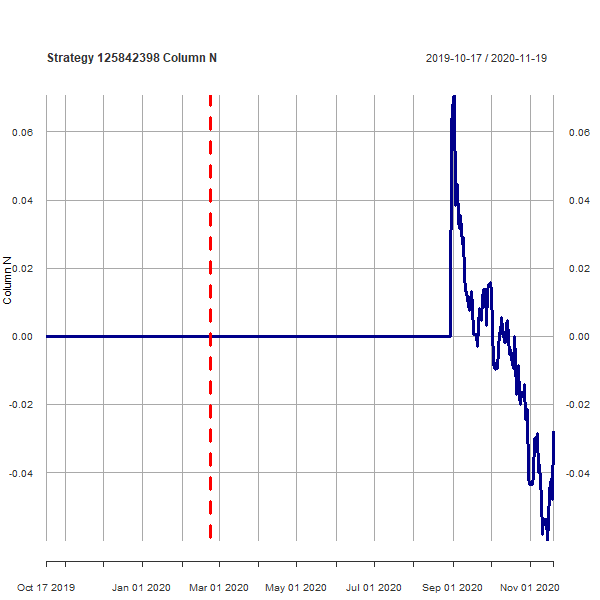 Strategy 125842398 Column N
2019-10-17 / 2020-11-19
0.06
0.06
0.04
0.04
0.02
0.02
Column N
0.00
0.00
-0.02
-0.02
-0.04
-0.04
Oct 17 2019
Jan 01 2020
Mar 01 2020
May 01 2020
Jul 01 2020
Sep 01 2020
Nov 01 2020